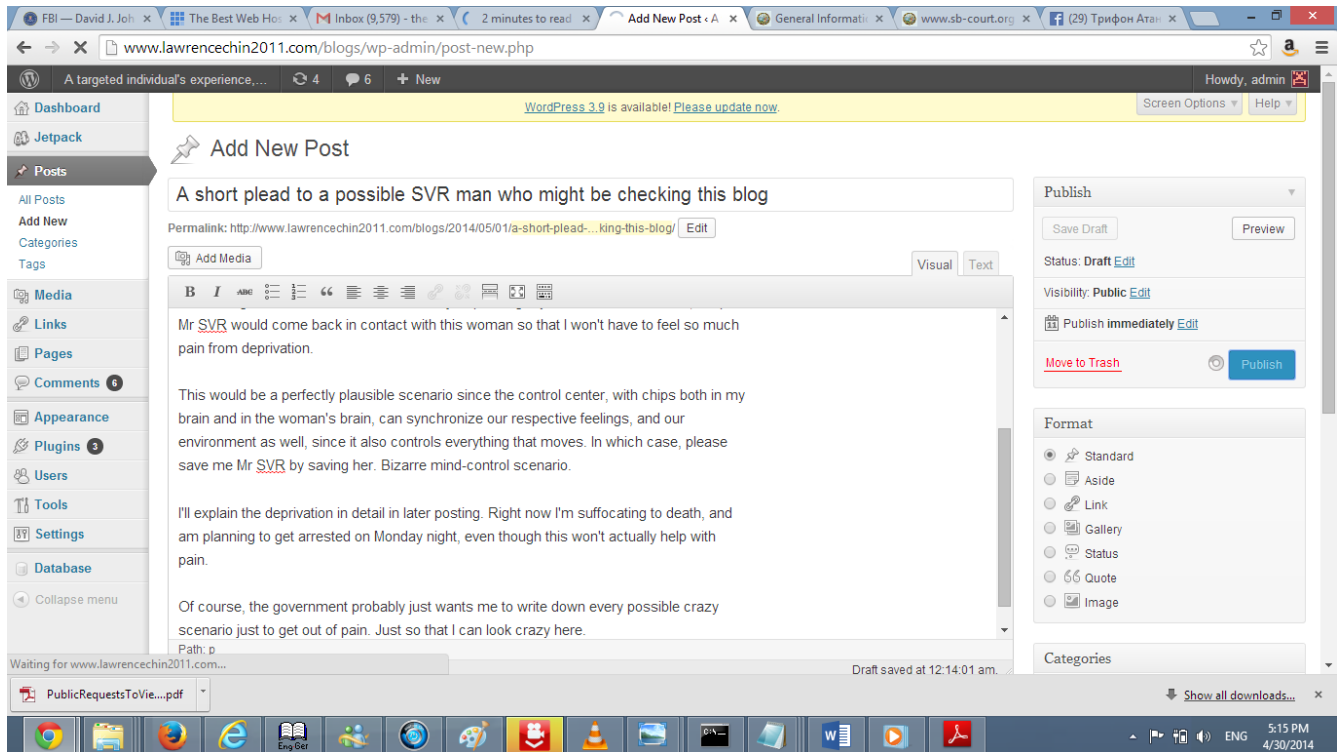 FBI — David J. Joh
The Best Web Hos
Inbox (9,579) - the
2 minutes to read
Add New Post ‹ A
General Informatio
www.sb-court.org
(29) Трифон Атан
www.lawrencechin2011.com/blogs/wp-admin/post-new.php
A targeted individual's experience,...
4
6
+ New
Howdy, admin
Dashboard
Jetpack
Posts
All Posts
Add New
Categories
Tags
Media
Links
Pages
Comments 6
Appearance
Plugins 3
Users
Tools
Settings
Database
Collapse menu
WordPress 3.9 is available! Please update now.
Screen Options
Help
Add New Post
A short plead to a possible SVR man who might be checking this blog
Permalink: http://www.lawrencechin2011.com/blogs/2014/05/01/a-short-plead-...king-this-blog/ Edit
Add Media
Visual
Text
B I ABC
Mr SVR would come back in contact with this woman so that I won't have to feel so much
pain from deprivation.
This would be a perfectly plausible scenario since the control center, with chips both in my
brain and in the woman's brain, can synchronize our respective feelings, and our
environment as well, since it also controls everything that moves. In which case, please
save me Mr SVR by saving her. Bizarre mind-control scenario.
I'll explain the deprivation in detail in later posting. Right now I'm suffocating to death, and
am planning to get arrested on Monday night, even though this won't actually help with
pain.
Of course, the government probably just wants me to write down every possible crazy
scenario just to get out of pain. Just so that I can look crazy here.
Path: p
Draft saved at 12:14:01 am.
Publish
Save Draft
Preview
Status: Draft Edit
Visibility: Public Edit
Publish immediately Edit
Move to Trash
Publish
Format
Standard
Aside
Link
Gallery
Status
Quote
Image
Categories
Waiting for www.lawrencechin2011.com...
PublicRequestsToVie....pdf
Show all downloads...
Eng Ger
ENG
5:15 PM
4/30/2014